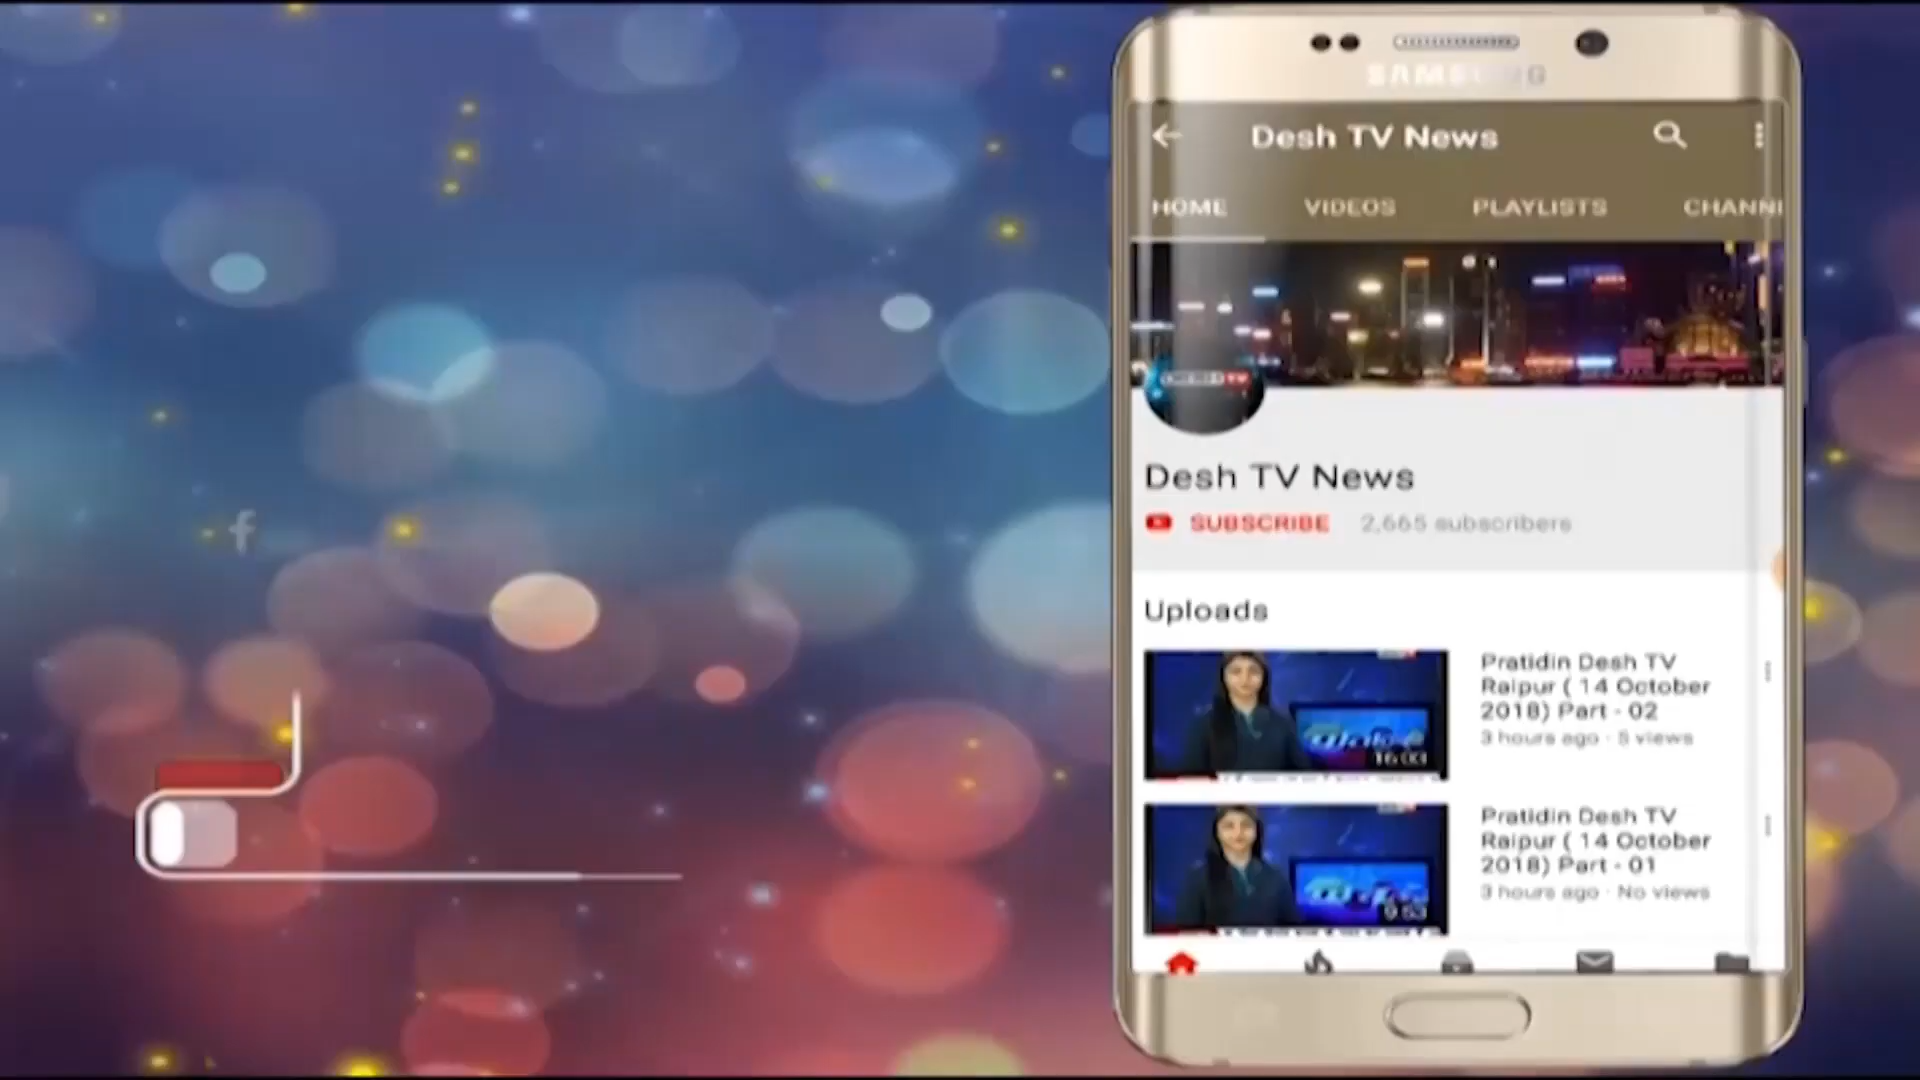 SAMSUNG
Desh TV News
HOME VIDEOS PLAYLISTS CHANNE
Desh TV News
SUBSCRIBE 2,665 subscribers
Uploads
Pratidin Desh TV
Raipur ( 14 October
2018) Part - 02
3 hours ago · 5 views
16:03
Pratidin Desh TV
Raipur ( 14 October
2018) Part - 01
3 hours ago · No views
9:53
f